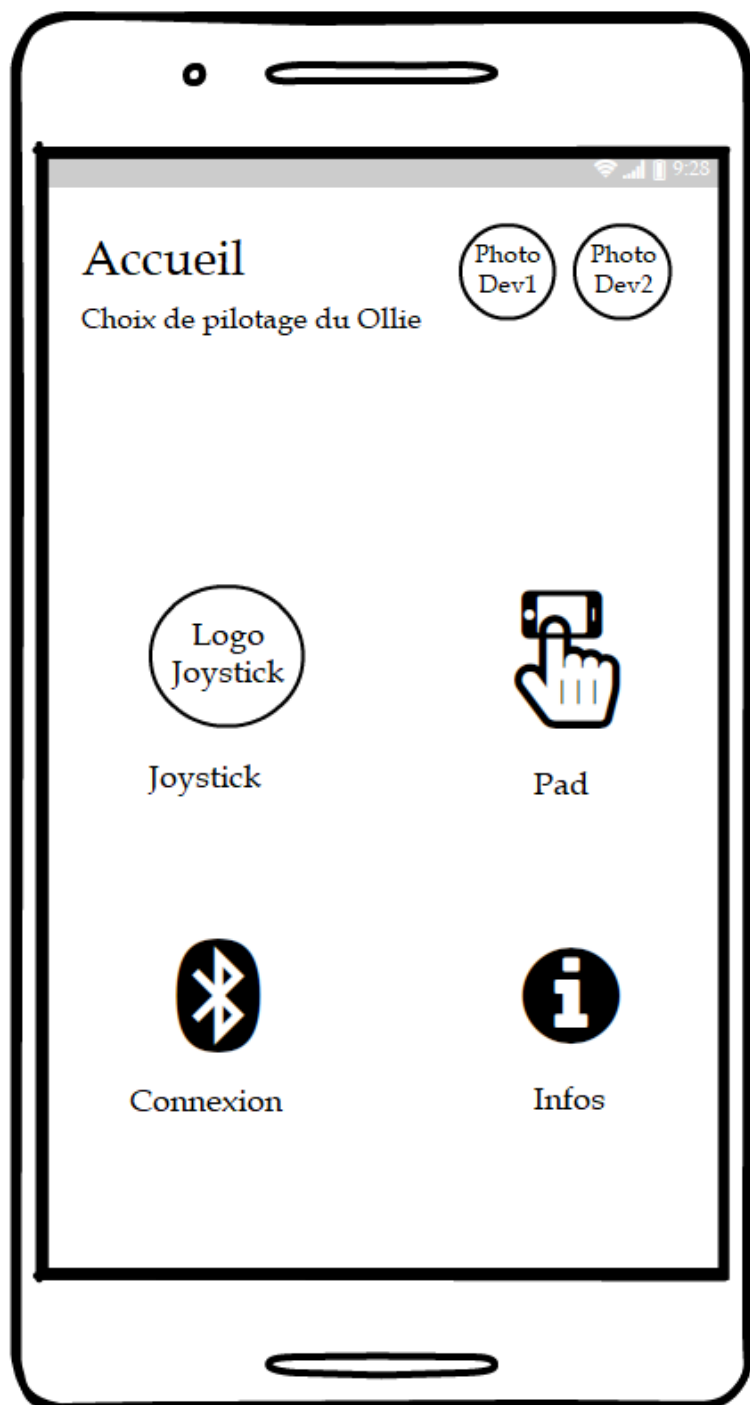 9:28
Accueil
Choix de pilotage du Ollie
Photo
Dev1
Photo
Dev2
Logo
Joystick
Joystick
Pad
Connexion
Infos